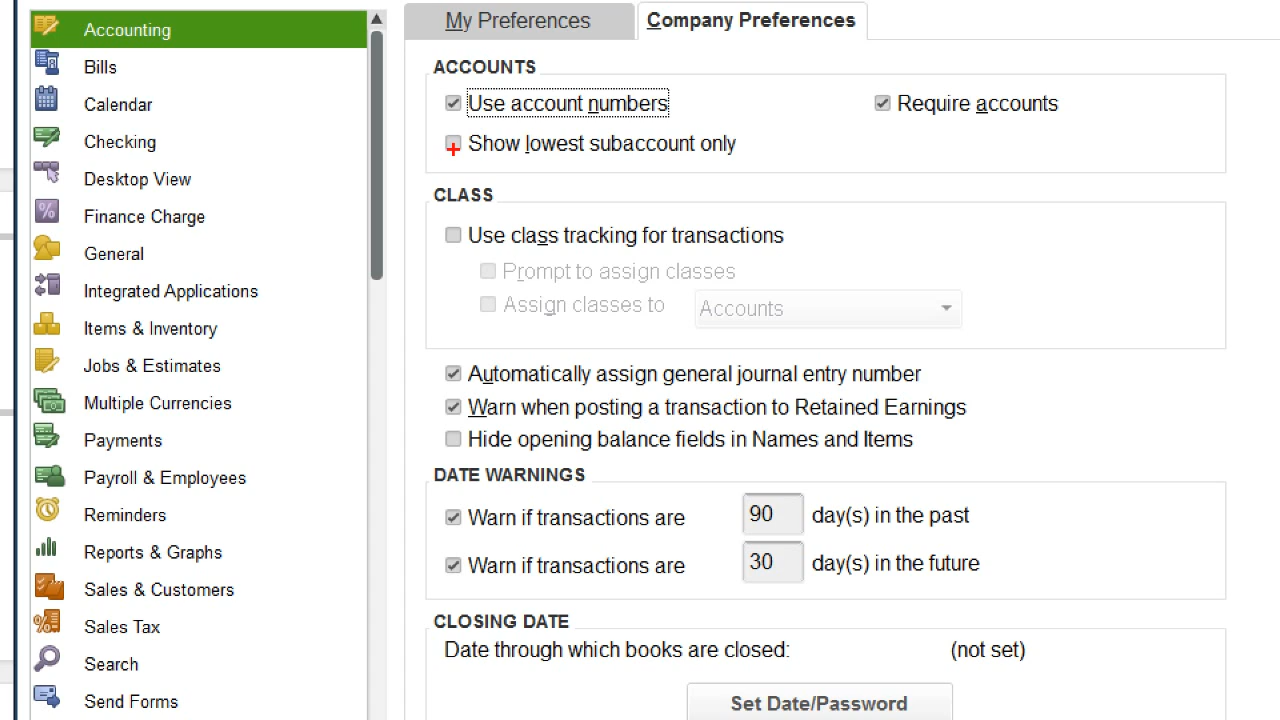 Accounting
Bills
Calendar
Checking
Desktop View
Finance Charge
General
Integrated Applications
Items & Inventory
Jobs & Estimates
Multiple Currencies
Payments
Payroll & Employees
Reminders
Reports & Graphs
Sales & Customers
Sales Tax
Search
Send Forms
My Preferences Company Preferences
ACCOUNTS
Use account numbers Require accounts
Show lowest subaccount only
CLASS
Use class tracking for transactions
Prompt to assign classes
Assign classes to Accounts
Automatically assign general journal entry number
Warn when posting a transaction to Retained Earnings
Hide opening balance fields in Names and Items
DATE WARNINGS
Warn if transactions are 90 day(s) in the past
Warn if transactions are 30 day(s) in the future
CLOSING DATE
Date through which books are closed: (not set)
Set Date/Password